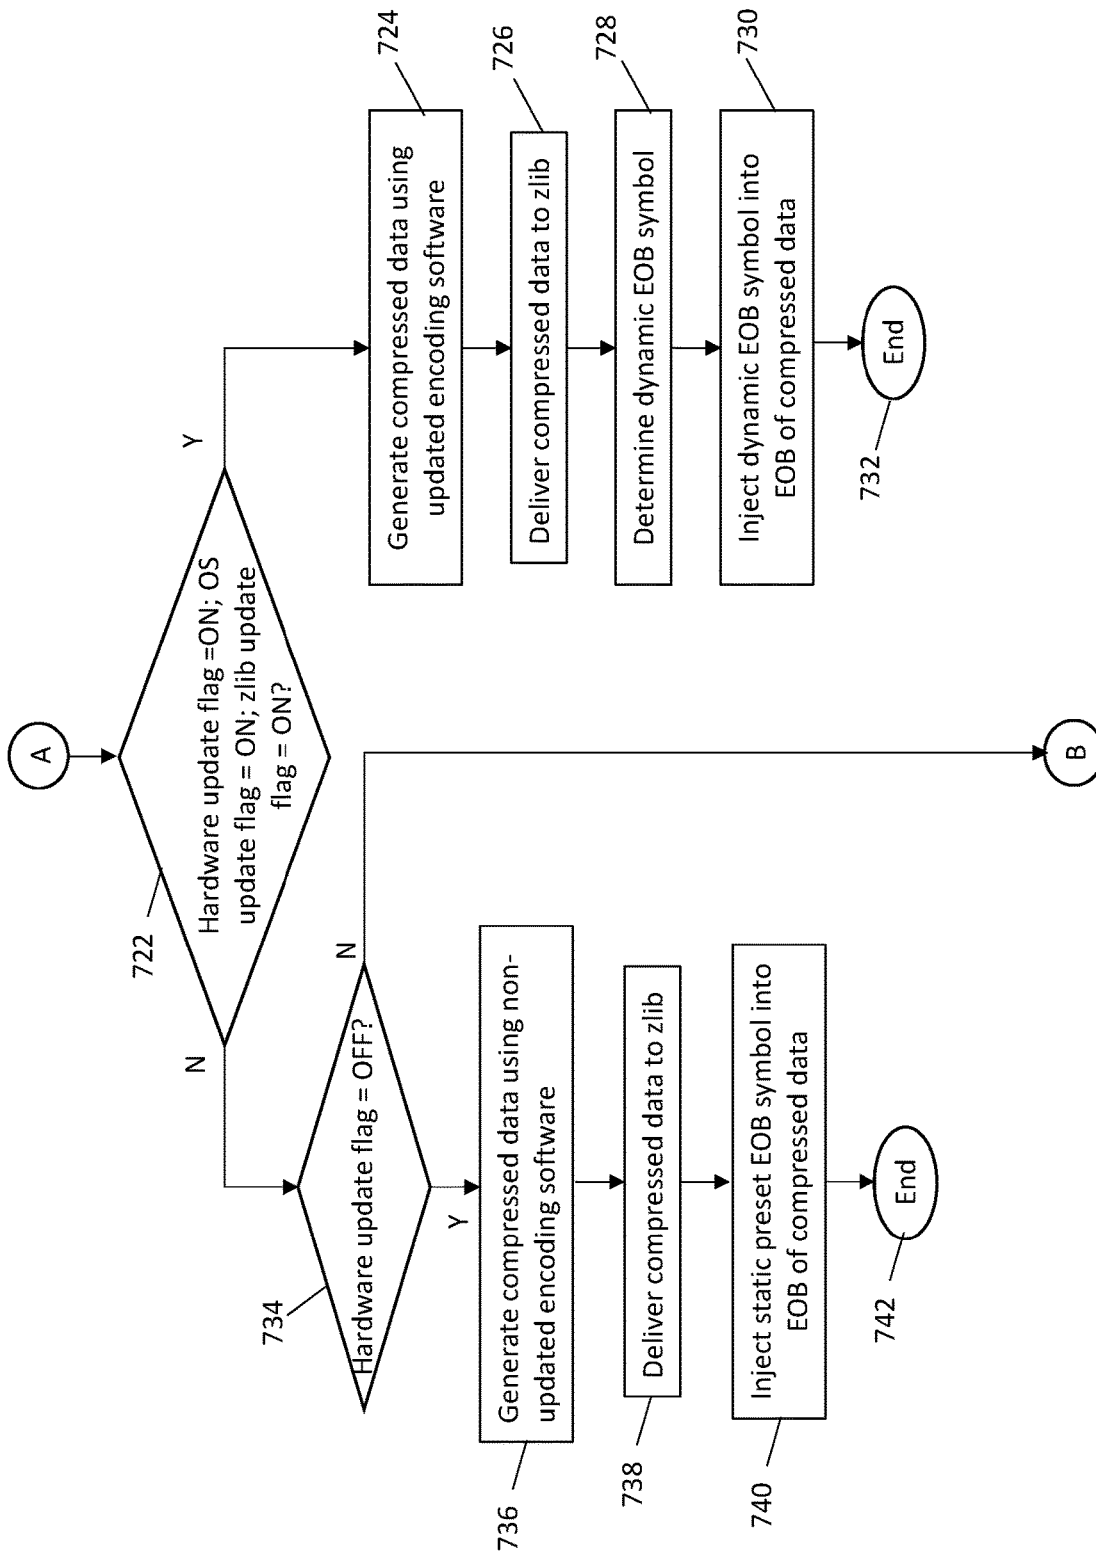 A
722
Hardware update flag =ON; OS
update flag = ON; zlib update
flag = ON?
Y
N
724
Generate compressed data using
updated encoding software
726
Deliver compressed data to zlib
728
Determine dynamic EOB symbol
730
Inject dynamic EOB symbol into
EOB of compressed data
732
End
734
Hardware update flag = OFF?
N
Y
B
736
Generate compressed data using non-
updated encoding software
738
Deliver compressed data to zlib
740
Inject static preset EOB symbol into
EOB of compressed data
742
End